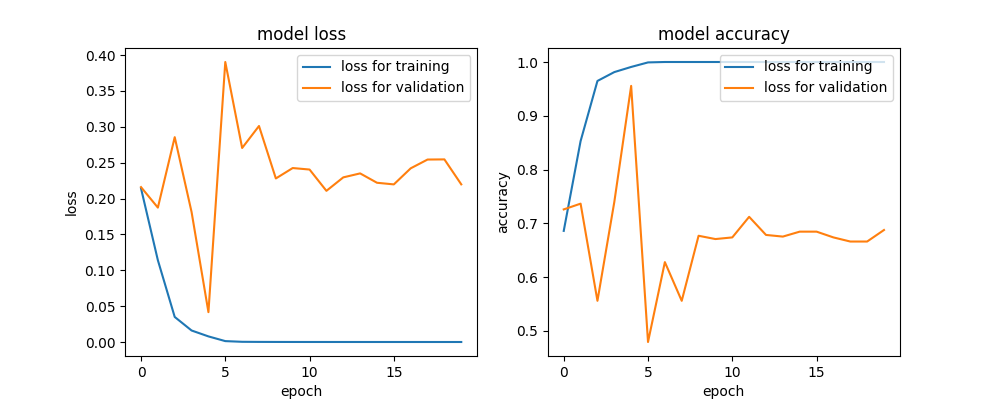 model loss
0.40
0.35
0.30
0.25
0.20
0.15
0.10
0.05
0.00
loss
0
5
10
15
epoch
loss for training
loss for validation
model accuracy
1.0
0.9
0.8
0.7
0.6
0.5
accuracy
0
5
10
15
epoch
loss for training
loss for validation